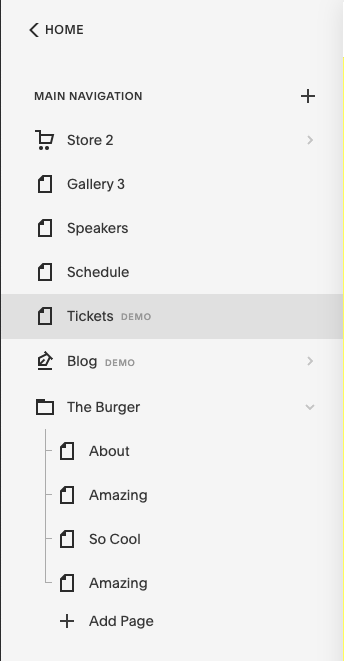 HOME
MAIN NAVIGATION
Store 2
Gallery 3
Speakers
Schedule
Tickets DEMO
Blog DEMO
The Burger
About
Amazing
So Cool
Amazing
Add Page